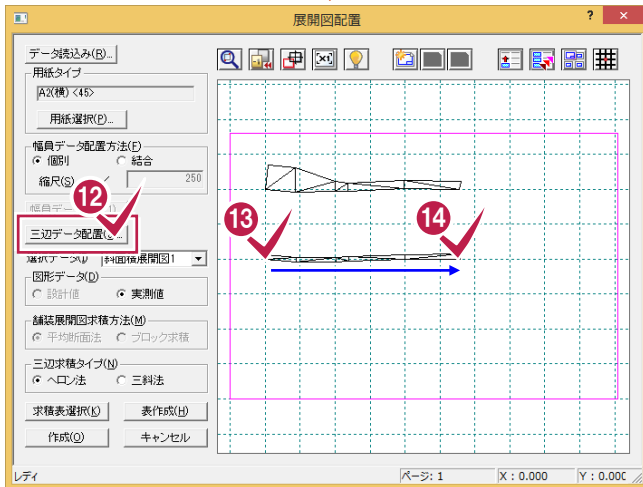 展開図配置
? ×
データ読込み(R)...
用紙タイプ
A2(横) <45>
用紙選択(P)...
幅員データ配置方法(F)
個別 結合
縮尺(S) 250
12
三辺データ配置(
13
14
斜面積展開図1
図形データ(D)
設計値 実測値
舗装展開図求積方法(M)
平均断面法 ブロック求積
三辺求積タイプ(N)
ヘロン法 三斜法
求積表選択(K) 表作成(H)
作成(O) キャンセル
レディ ページ: 1 X : 0.000 Y : 0.000